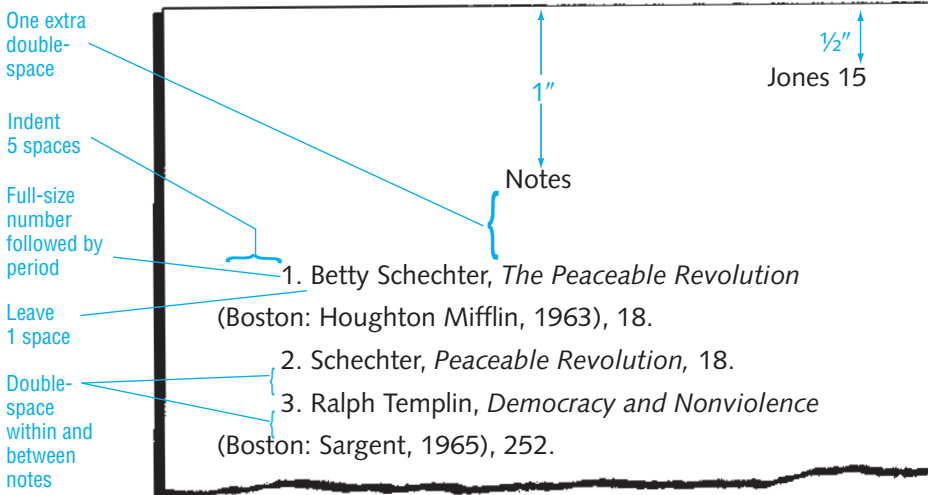 One extra
double-
space
½″
Jones 15
1″
Indent
5 spaces
Notes
Full-size
number
followed by
period
1. Betty Schechter, The Peaceable Revolution
Leave
1 space
(Boston: Houghton Mifflin, 1963), 18.
2. Schechter, Peaceable Revolution, 18.
Double-
space
within and
between
notes
3. Ralph Templin, Democracy and Nonviolence
(Boston: Sargent, 1965), 252.